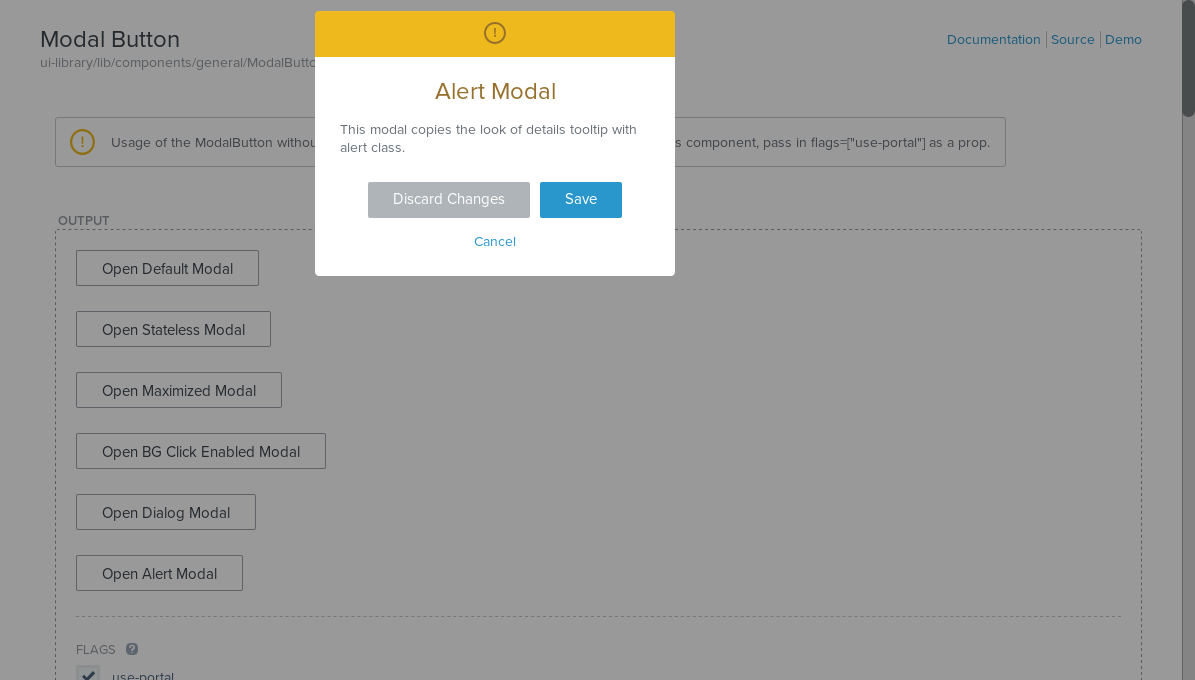 Modal Button
Documentation Source Demo
ui-library/lib/components/general/ModalButto
!
Alert Modal
This modal copies the look of details tooltip with
alert class.
Discard Changes
Save
Cancel
! Usage of the ModalButton withou s component, pass in flags=["use-portal"] as a prop.
OUTPUT
Open Default Modal
Open Stateless Modal
Open Maximized Modal
Open BG Click Enabled Modal
Open Dialog Modal
Open Alert Modal
FLAGS ?
use-portal